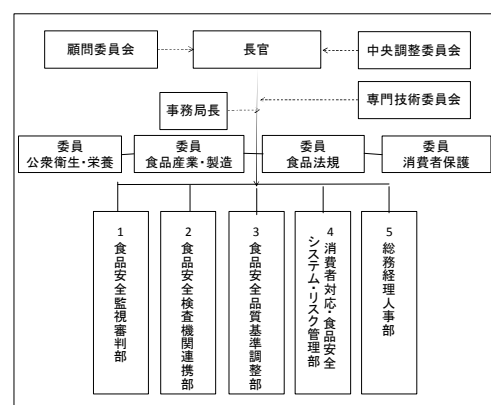 顧問委員会
長官
中央調整委員会
事務局長
専門技術委員会
委員
公衆衛生・栄養
委員
食品産業・製造
委員
食品法規
委員
消費者保護
1
食品安全監視審判部
2
食品安全検査機関連携部
3
食品安全品質基準調整部
4
消費者対応・食品安全
システム・リスク管理部
5
総務経理人事部